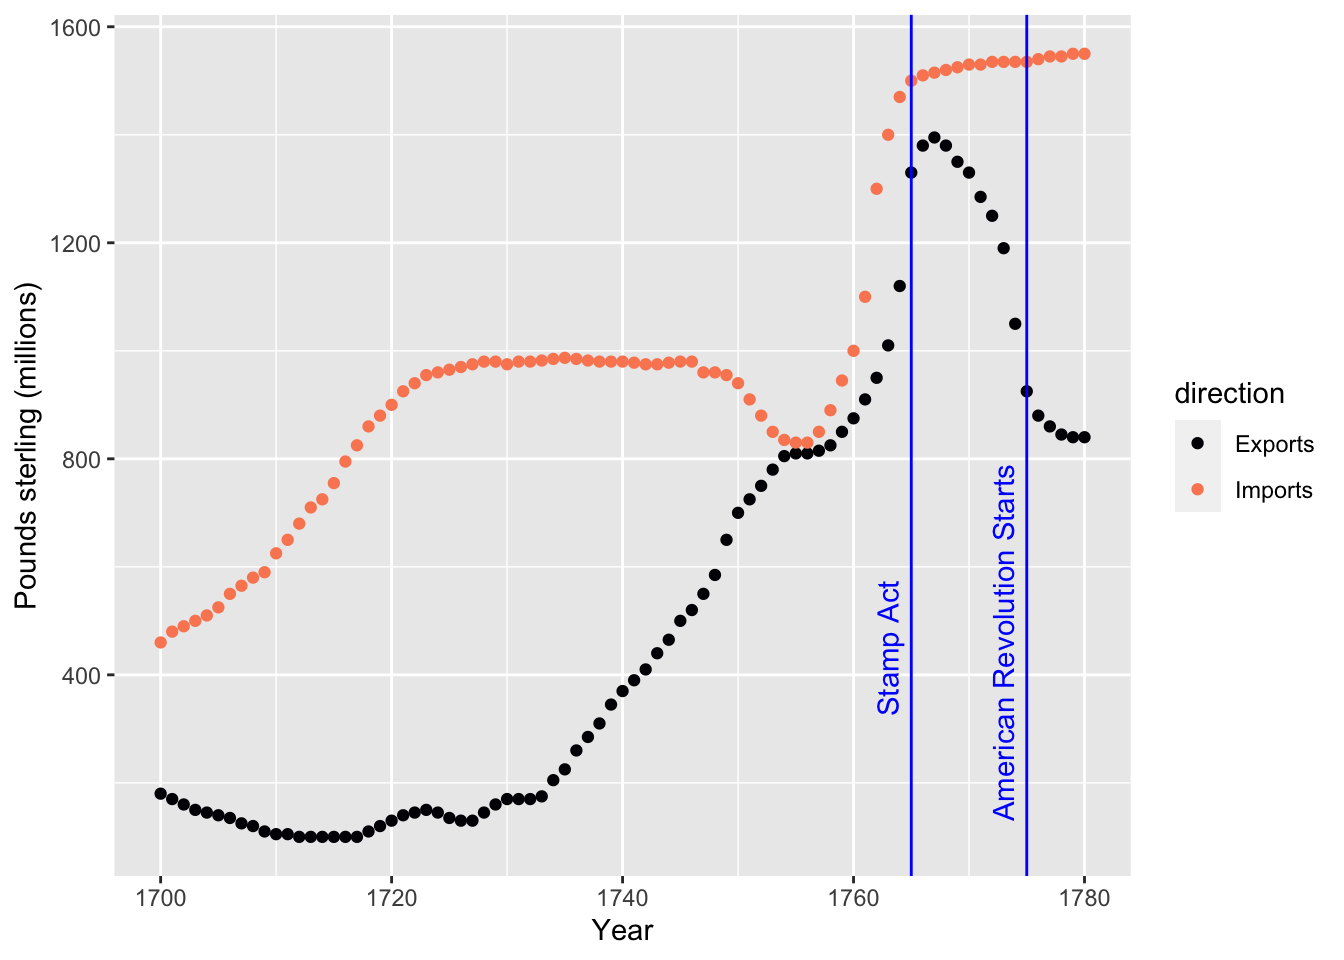 1600
1200
800
400
Pounds sterling (millions)
1700
1720
1740
1760
1780
Year
Stamp Act
American Revolution Starts
direction
Exports
Imports